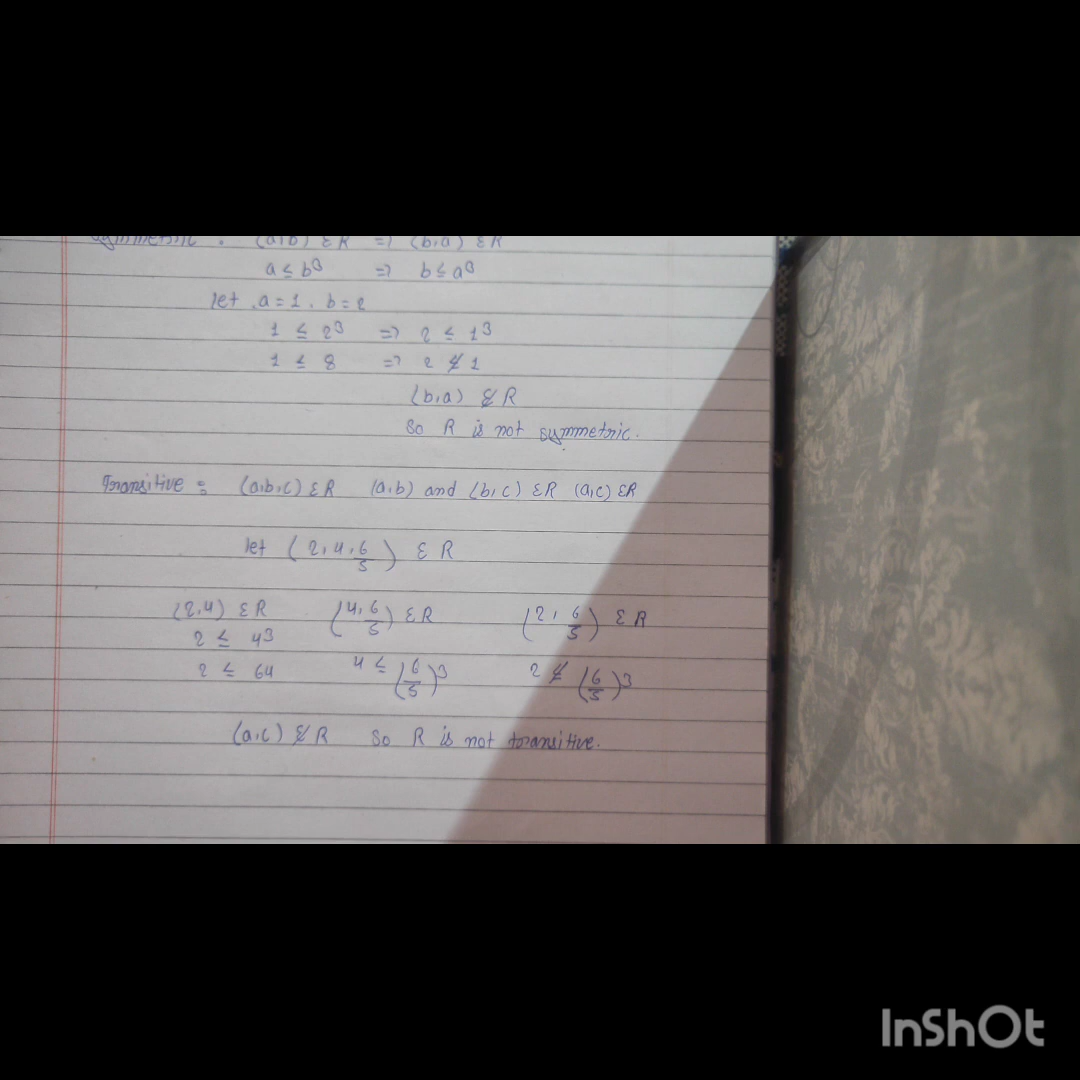 Symmetric : (a,b) ε R => (b,a) ε R
a ≤ b³ => b ≤ a³
let, a = 1, b = 2
1 ≤ 2³ => 2 ≤ 1³
1 ≤ 8 => 2 ≰ 1
(b,a) ∉ R
So R is not symmetric.
Transitive : (a,b,c) ε R (a,b) and (b,c) ε R (a,c) ε R
let (2, 4, 6/5) ε R
(2,4) ε R (4, 6/5) ε R (2, 6/5) ε R
2 ≤ 4³
2 ≤ 64 4 ≤ (6/5)³ 2 ≰ (6/5)³
(a,c) ∉ R So R is not transitive.
InShOt